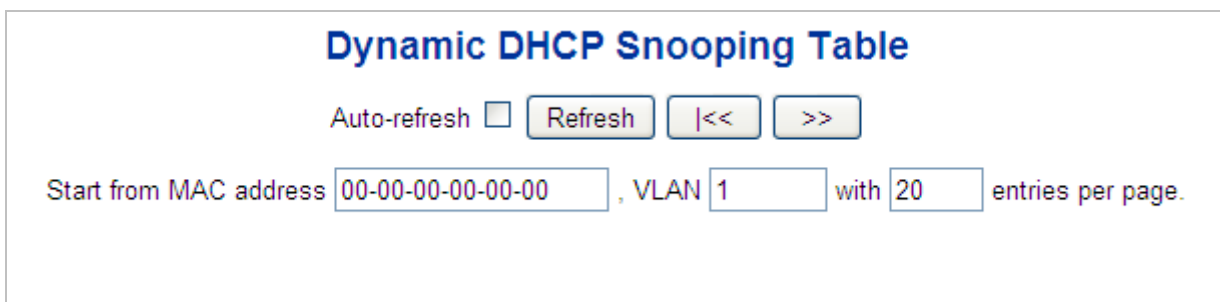 Dynamic DHCP Snooping Table
Auto-refresh Refresh |<< >>
Start from MAC address 00-00-00-00-00-00 , VLAN 1 with 20 entries per page.